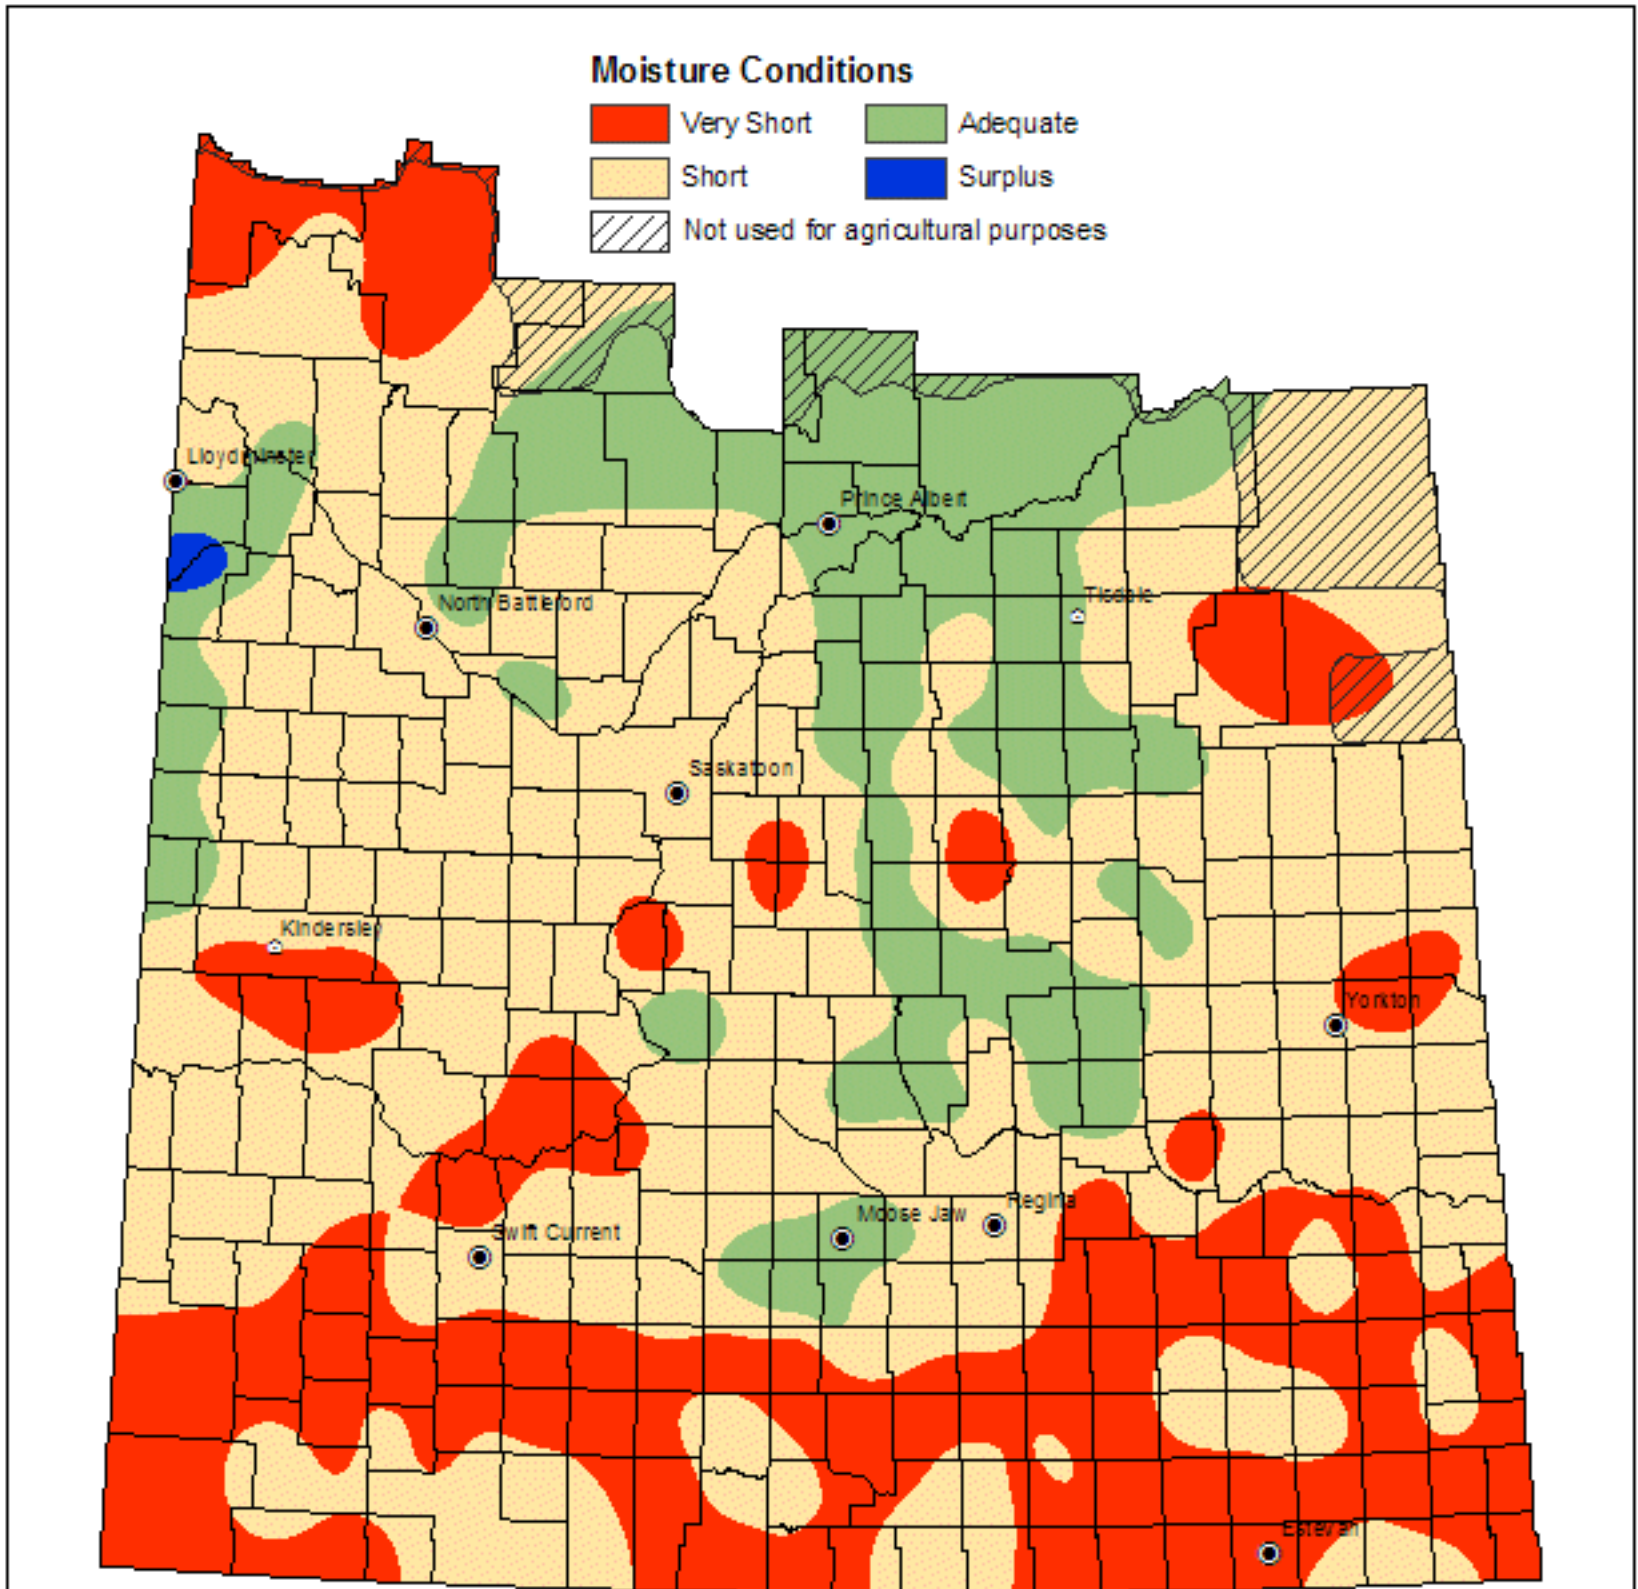 Moisture Conditions
Very Short
Adequate
Short
Surplus
Not used for agricultural purposes
Lloydminster
Prince Albert
North Battleford
Tisdale
Saskatoon
Kindersley
Yorkton
Regina
Moose Jaw
Swift Current
Estevan